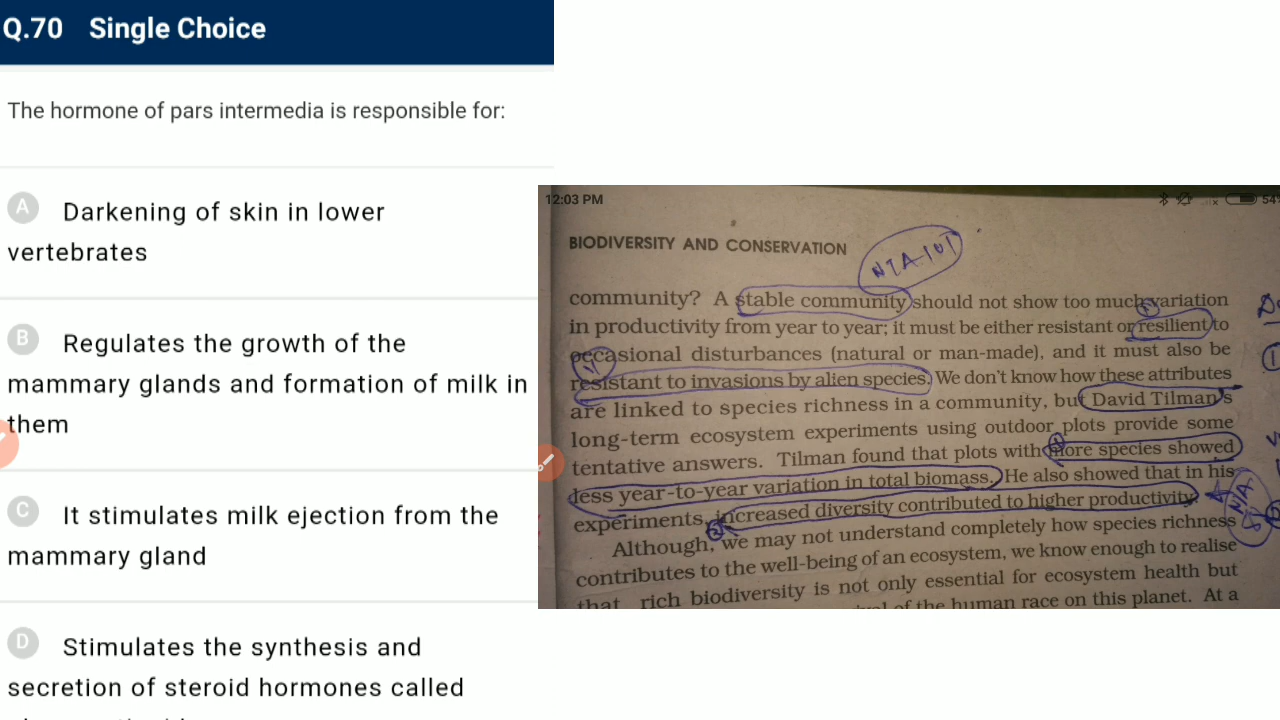 Q.70 Single Choice
The hormone of pars intermedia is responsible for:
A Darkening of skin in lower
vertebrates
B Regulates the growth of the
mammary glands and formation of milk in
them
C It stimulates milk ejection from the
mammary gland
D Stimulates the synthesis and
secretion of steroid hormones called
12:03 PM
54
BIODIVERSITY AND CONSERVATION
community? A stable community should not show too much variation
in productivity from year to year; it must be either resistant or resilient to
occasional disturbances (natural or man-made), and it must also be
resistant to invasions by alien species. We don't know how these attributes
are linked to species richness in a community, but David Tilman's
long-term ecosystem experiments using outdoor plots provide some
tentative answers. Tilman found that plots with more species showed
less year-to-year variation in total biomass. He also showed that in his
experiments, increased diversity contributed to higher productivity.
Although, we may not understand completely how species richness
contributes to the well-being of an ecosystem, we know enough to realise
that rich biodiversity is not only essential for ecosystem health but
of the human race on this planet. At a